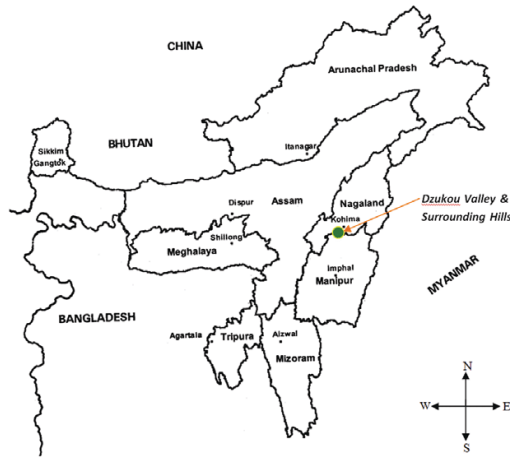 CHINA
Arunachal Pradesh
BHUTAN
Itanagar
Sikkim
Gangtok
Assam
Nagaland
Dzukou Valley &
Surrounding Hills
Dispur
Kohima
Shillong
Meghalaya
Imphal
Manipur
MYANMAR
BANGLADESH
Agartala
Tripura
Aizwal
Mizoram
N
W
E
S